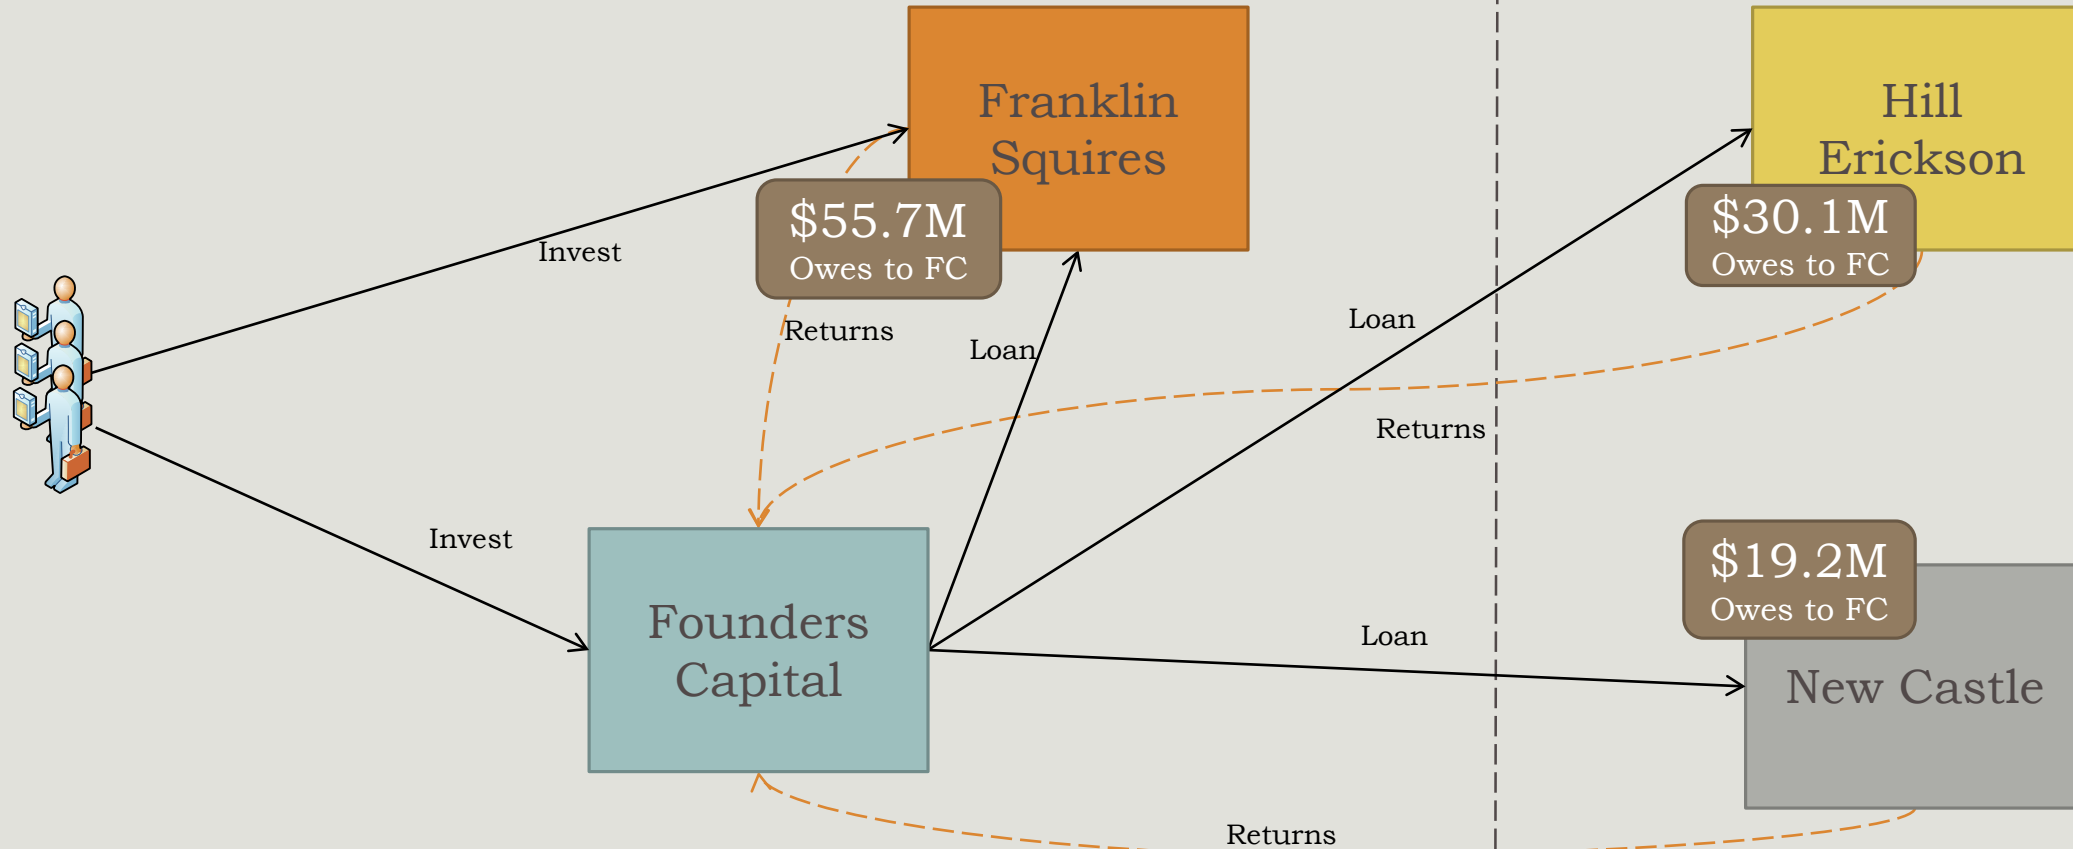 Franklin
Squires
Hill
Erickson
$55.7M
Owes to FC
$30.1M
Owes to FC
Invest
Returns
Loan
Loan
Returns
Invest
$19.2M
Owes to FC
Founders
Capital
Loan
New Castle
Returns